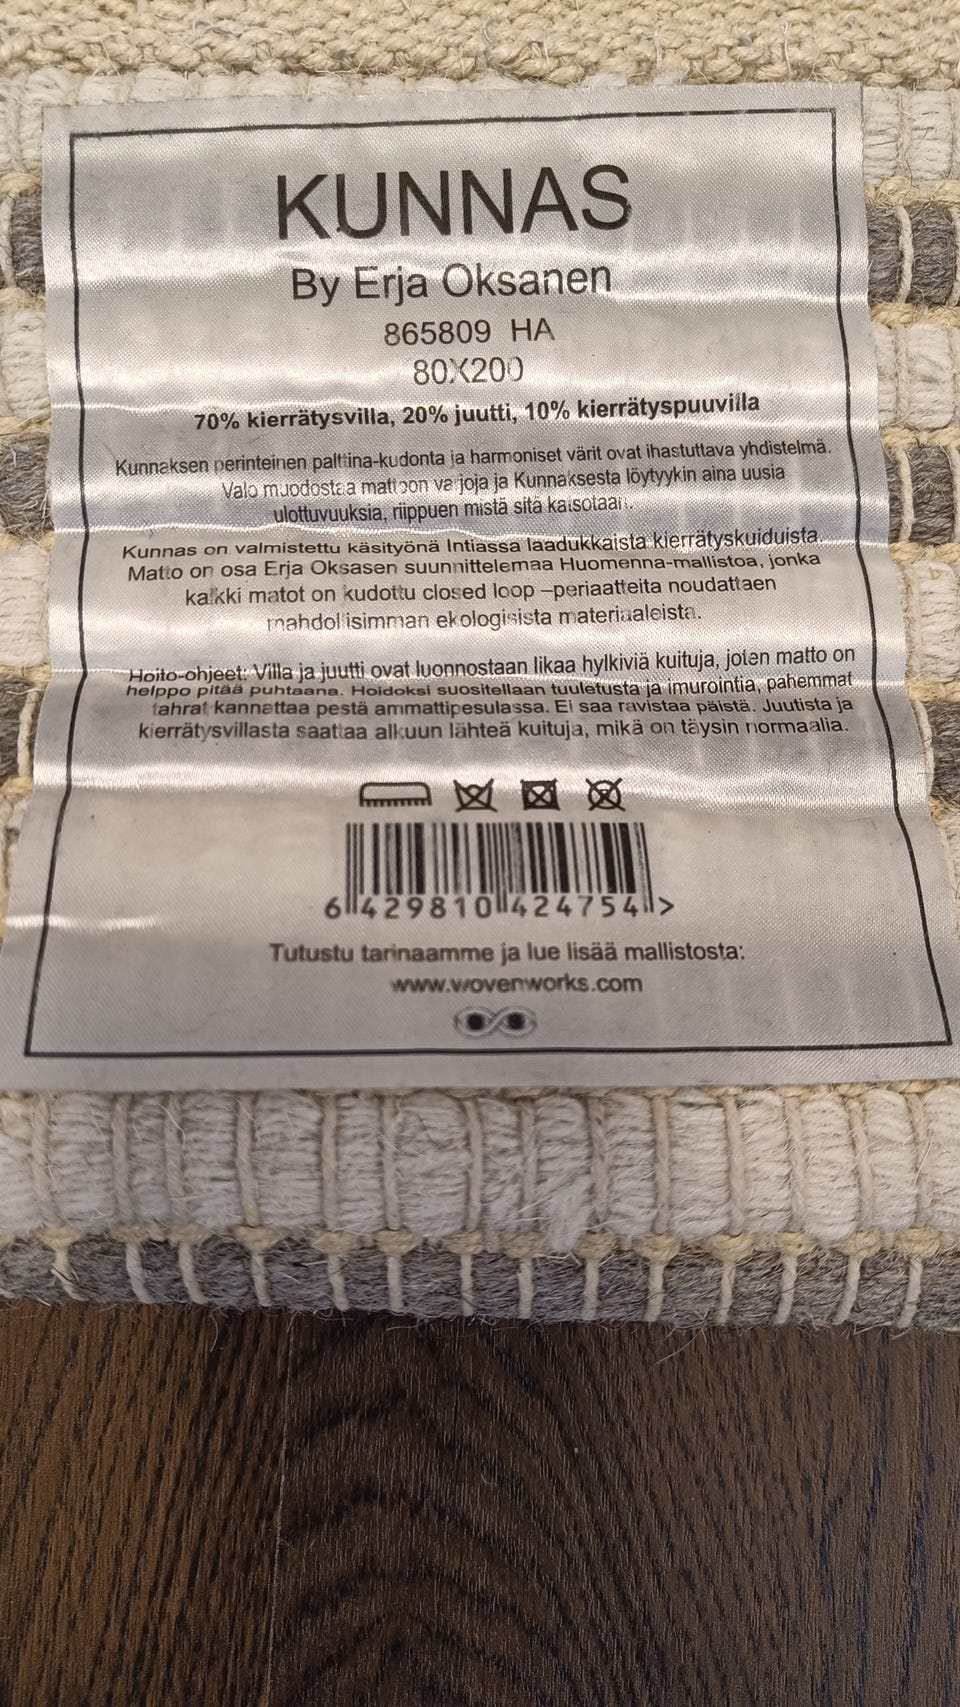 KUNNAS
By Erja Oksanen
865809 HA
80X200
70% kierrätysvilla, 20% juutti, 10% kierrätyspuuvilla
Kunnaksen perinteinen palttina-kudonta ja harmoniset värit ovat ihastuttava yhdistelmä.
Valo muodostaa mattoon varjoja ja Kunnaksesta löytyykin aina uusia
ulottuvuuksia, riippuen mistä sitä katsotaan.
Kunnas on valmistettu käsityönä Intiassa laadukkaista kierrätyskuiduista.
Matto on osa Erja Oksasen suunnittelemaa Huomenna-mallistoa, jonka
kaikki matot on kudottu closed loop –periaatteita noudattaen
mahdollisimman ekologisista materiaaleista.
Hoito-ohjeet: Villa ja juutti ovat luonnostaan likaa hylkiviä kuituja, joten matto on
helppo pitää puhtaana. Hoidoksi suositellaan tuuletusta ja imurointia, pahemmat
tahrat kannattaa pestä ammattipesulassa. Ei saa ravistaa päistä. Juutista ja
kierrätysvillasta saattaa alkuun lähteä kuituja, mikä on täysin normaalia.
6 429810 424754 >
Tutustu tarinaamme ja lue lisää mallistosta:
www.wovenworks.com